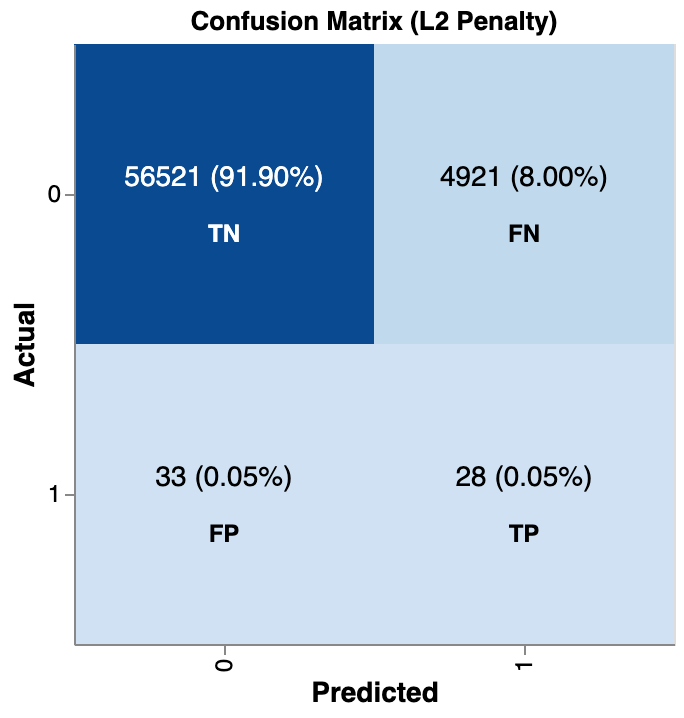 Confusion Matrix (L2 Penalty)
56521 (91.90%)
4921 (8.00%)
TN
FN
0
Actual
33 (0.05%)
28 (0.05%)
FP
TP
1
0
1
Predicted